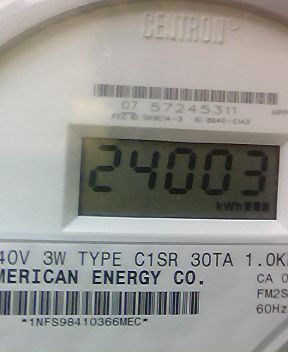 CENTRON
07 57245311
24003
kWh
40V 3W TYPE C1SR 30TA 1.0K
MERICAN ENERGY CO.
CA 0
FM2S
60Hz
*1NFS98410366MEC*